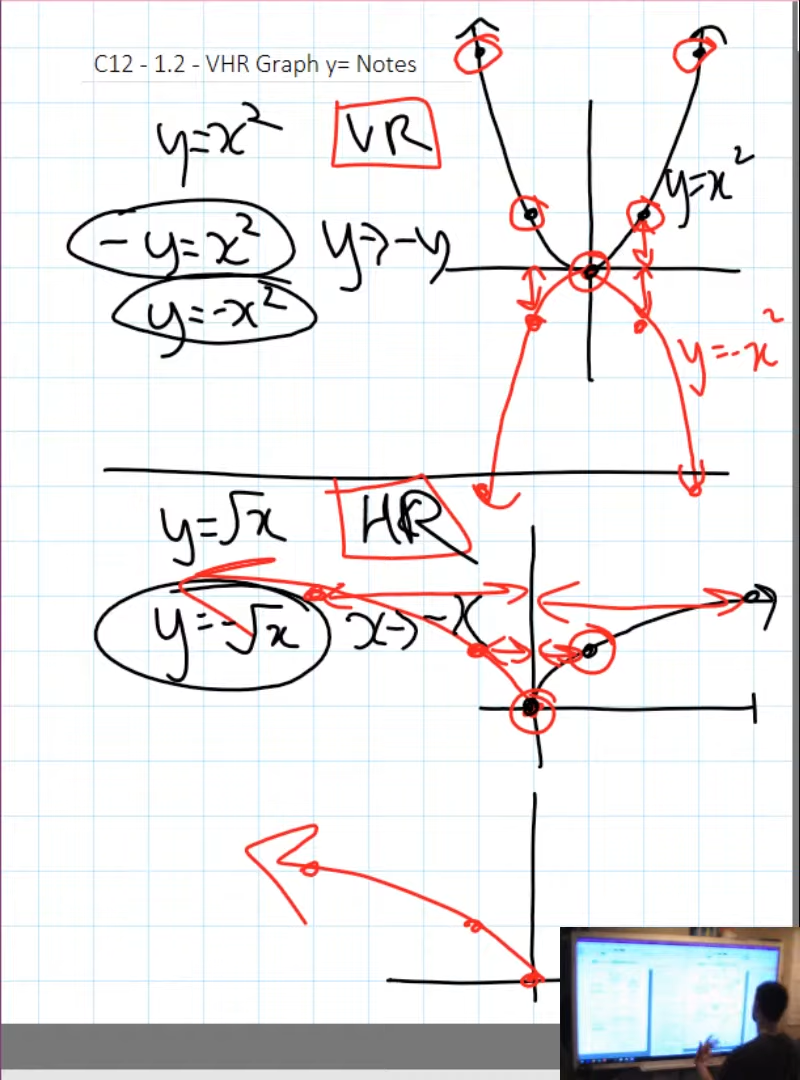 C12 - 1.2 - VHR Graph y= Notes
y=x²
VR
y=x²
-y=x²
y→-y
y=-x²
y=-x²
y=√x
HR
y=-√x
x→-x